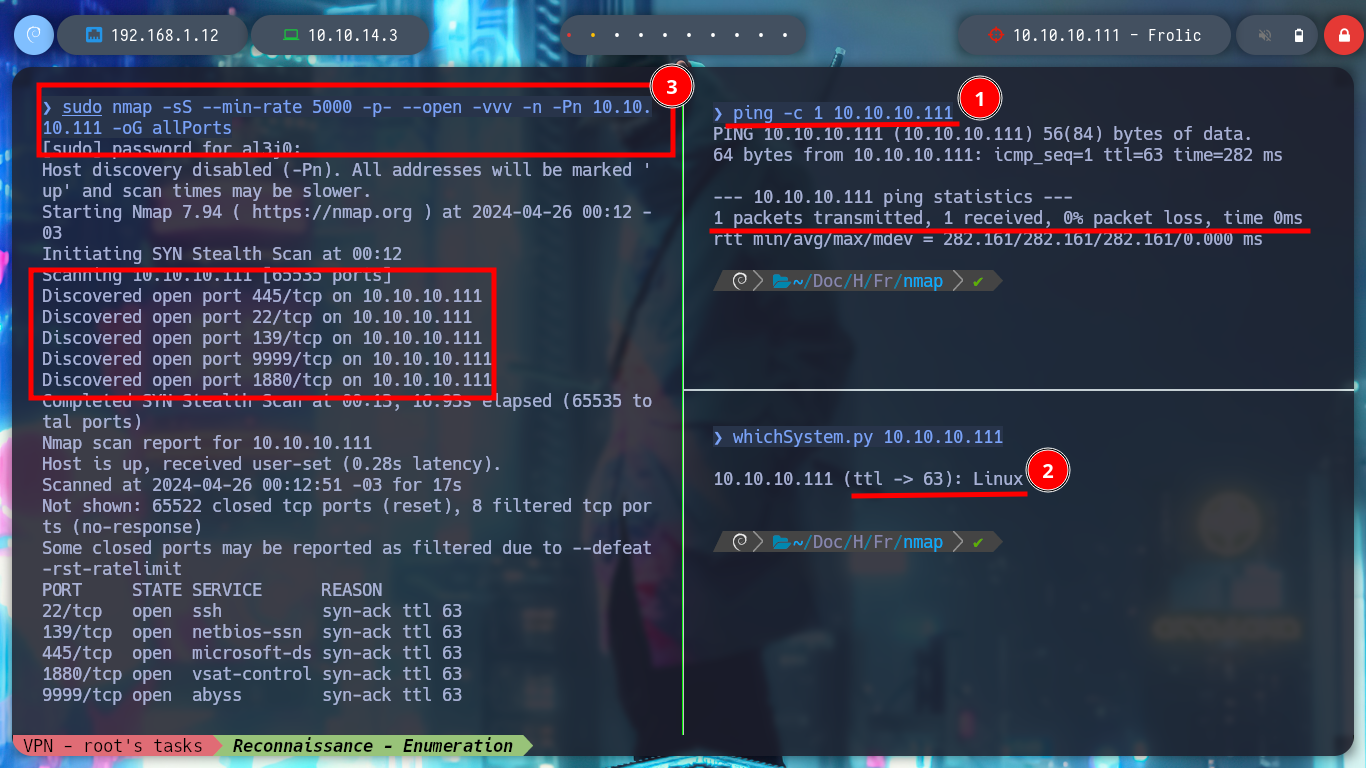 192.168.1.12
10.10.14.3
10.10.10.111 - Frolic
❯ sudo nmap -sS --min-rate 5000 -p- --open -vvv -n -Pn 10.10.
10.111 -oG allPorts
[sudo] password for al3j0:
Host discovery disabled (-Pn). All addresses will be marked '
up' and scan times may be slower.
Starting Nmap 7.94 ( https://nmap.org ) at 2024-04-26 00:12 -
03
Initiating SYN Stealth Scan at 00:12
Scanning 10.10.10.111 [65535 ports]
Discovered open port 445/tcp on 10.10.10.111
Discovered open port 22/tcp on 10.10.10.111
Discovered open port 139/tcp on 10.10.10.111
Discovered open port 9999/tcp on 10.10.10.111
Discovered open port 1880/tcp on 10.10.10.111
Completed SYN Stealth Scan at 00:13, 16.93s elapsed (65535 to
tal ports)
Nmap scan report for 10.10.10.111
Host is up, received user-set (0.28s latency).
Scanned at 2024-04-26 00:12:51 -03 for 17s
Not shown: 65522 closed tcp ports (reset), 8 filtered tcp por
ts (no-response)
Some closed ports may be reported as filtered due to --defeat
-rst-ratelimit
PORT STATE SERVICE REASON
22/tcp open ssh syn-ack ttl 63
139/tcp open netbios-ssn syn-ack ttl 63
445/tcp open microsoft-ds syn-ack ttl 63
1880/tcp open vsat-control syn-ack ttl 63
9999/tcp open abyss syn-ack ttl 63
3
❯ ping -c 1 10.10.10.111
1
PING 10.10.10.111 (10.10.10.111) 56(84) bytes of data.
64 bytes from 10.10.10.111: icmp_seq=1 ttl=63 time=282 ms
--- 10.10.10.111 ping statistics ---
1 packets transmitted, 1 received, 0% packet loss, time 0ms
rtt min/avg/max/mdev = 282.161/282.161/282.161/0.000 ms
~/Doc/H/Fr/nmap ✔
❯ whichSystem.py 10.10.10.111
10.10.10.111 (ttl -> 63): Linux
2
~/Doc/H/Fr/nmap ✔
VPN - root's tasks
Reconnaissance - Enumeration